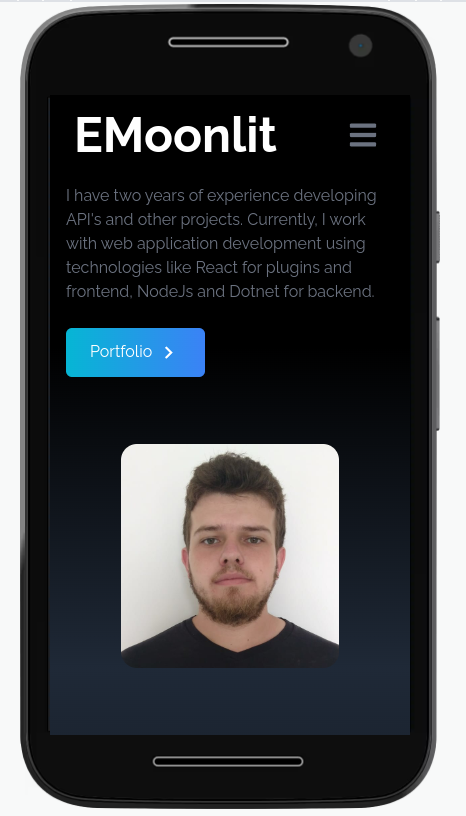 EMoonlit
I have two years of experience developing
API's and other projects. Currently, I work
with web application development using
technologies like React for plugins and
frontend, NodeJs and Dotnet for backend.
Portfolio